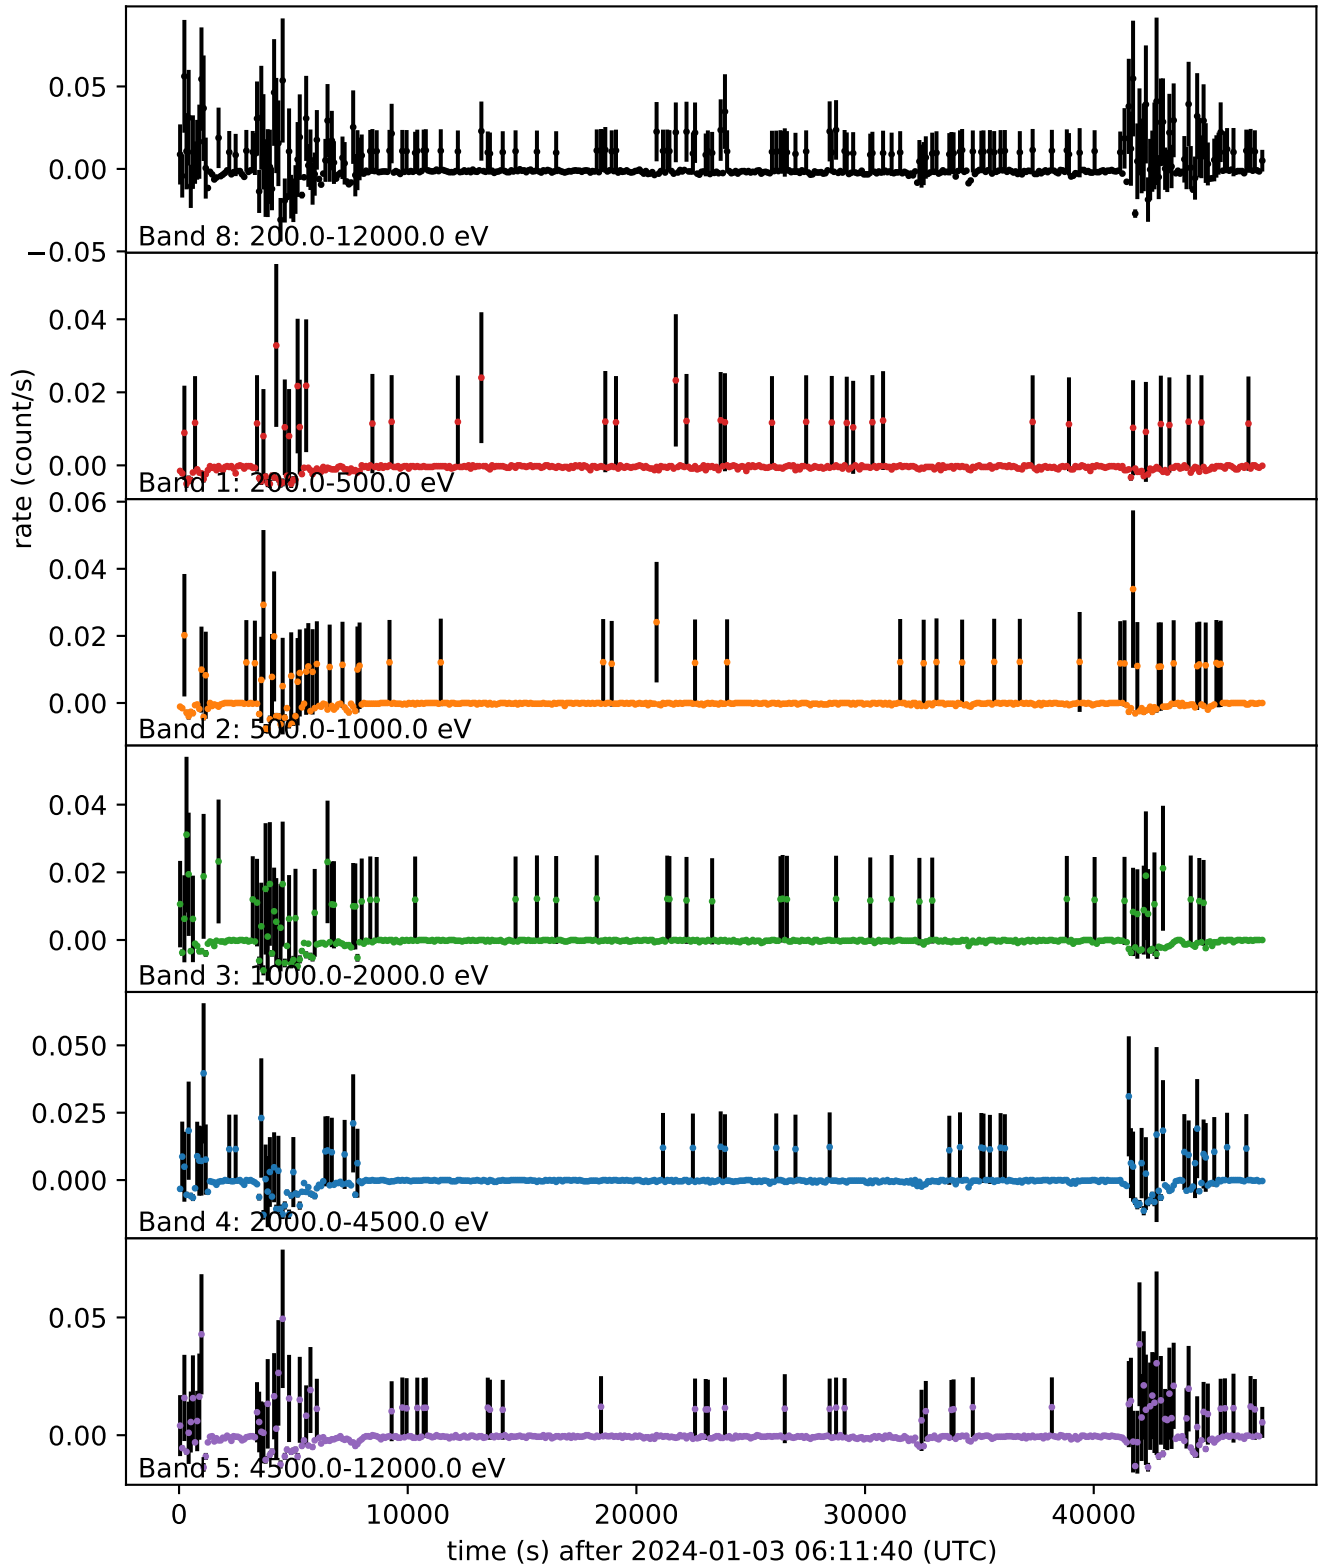 0.05
0.00
−0.05
Band 8: 200.0-12000.0 eV
0.04
0.02
0.00
Band 1: 200.0-500.0 eV
rate (count/s)
0.06
0.04
0.02
0.00
Band 2: 500.0-1000.0 eV
0.04
0.02
0.00
Band 3: 1000.0-2000.0 eV
0.050
0.025
0.000
Band 4: 2000.0-4500.0 eV
0.05
0.00
Band 5: 4500.0-12000.0 eV
0 10000 20000 30000 40000
time (s) after 2024-01-03 06:11:40 (UTC)